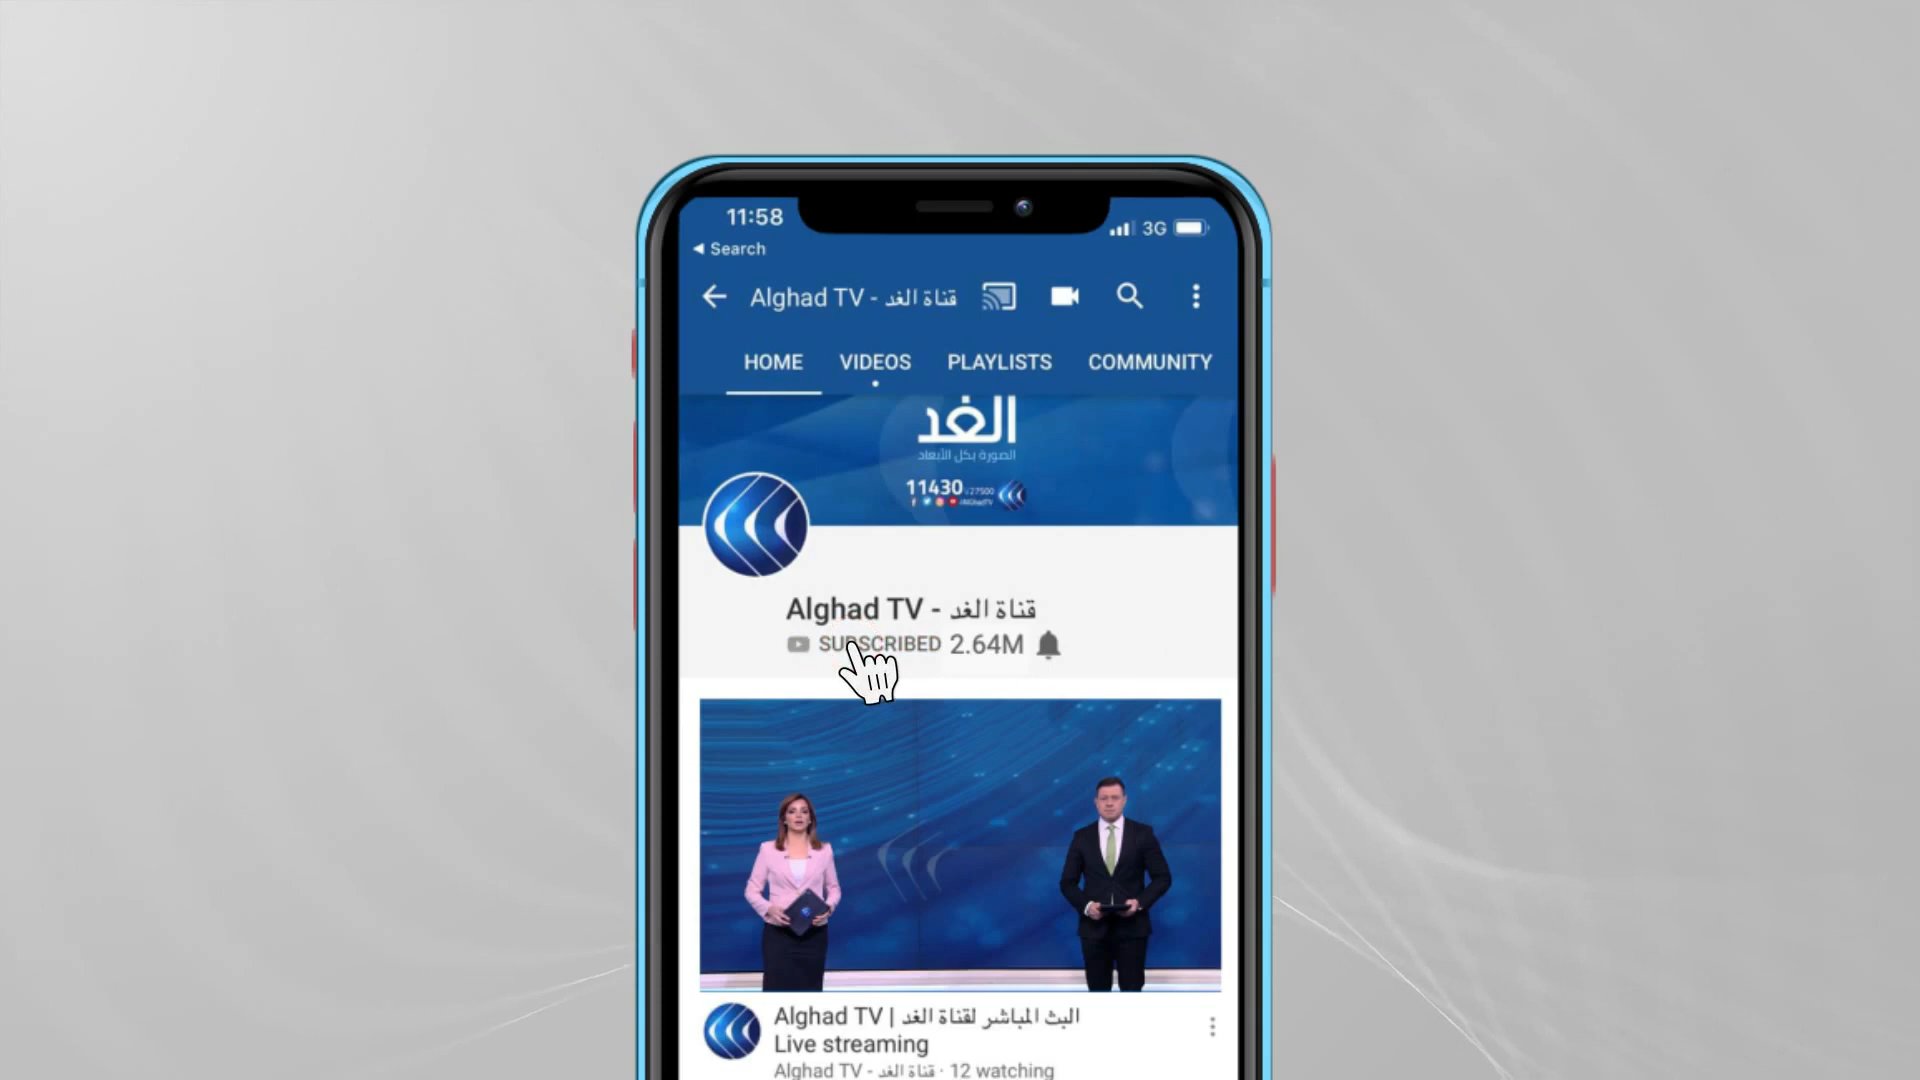 11:58
3G
◀ Search
Alghad TV - قناة الغد
HOME VIDEOS PLAYLISTS COMMUNITY
الغد
الصورة بكل الأبعاد
11430 27500
Alghad TV - قناة الغد
SUBSCRIBED 2.64M
Alghad TV | البث المباشر لقناة الغد
Live streaming
Alghad TV - قناة الغد · 12 watching